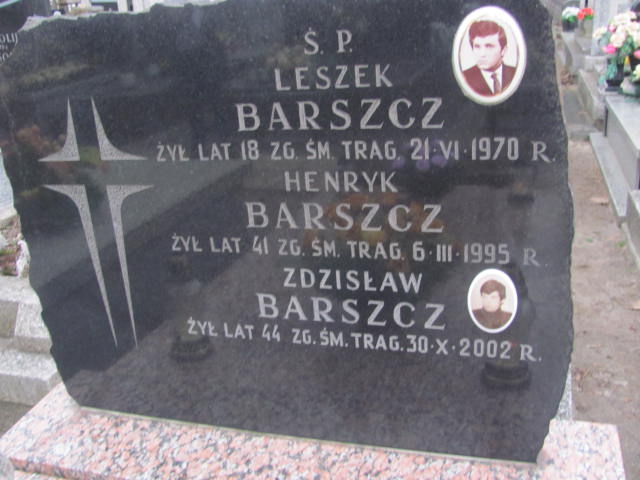 Ś. P.
LESZEK
BARSZCZ
ŻYŁ LAT 18 ZG. ŚM. TRAG. 21·VI·1970 R.
HENRYK
BARSZCZ
ŻYŁ LAT 41 ZG. ŚM. TRAG. 6·III·1995 R.
ZDZISŁAW
BARSZCZ
ŻYŁ LAT 44 ZG. ŚM. TRAG. 30·X·2002 R.